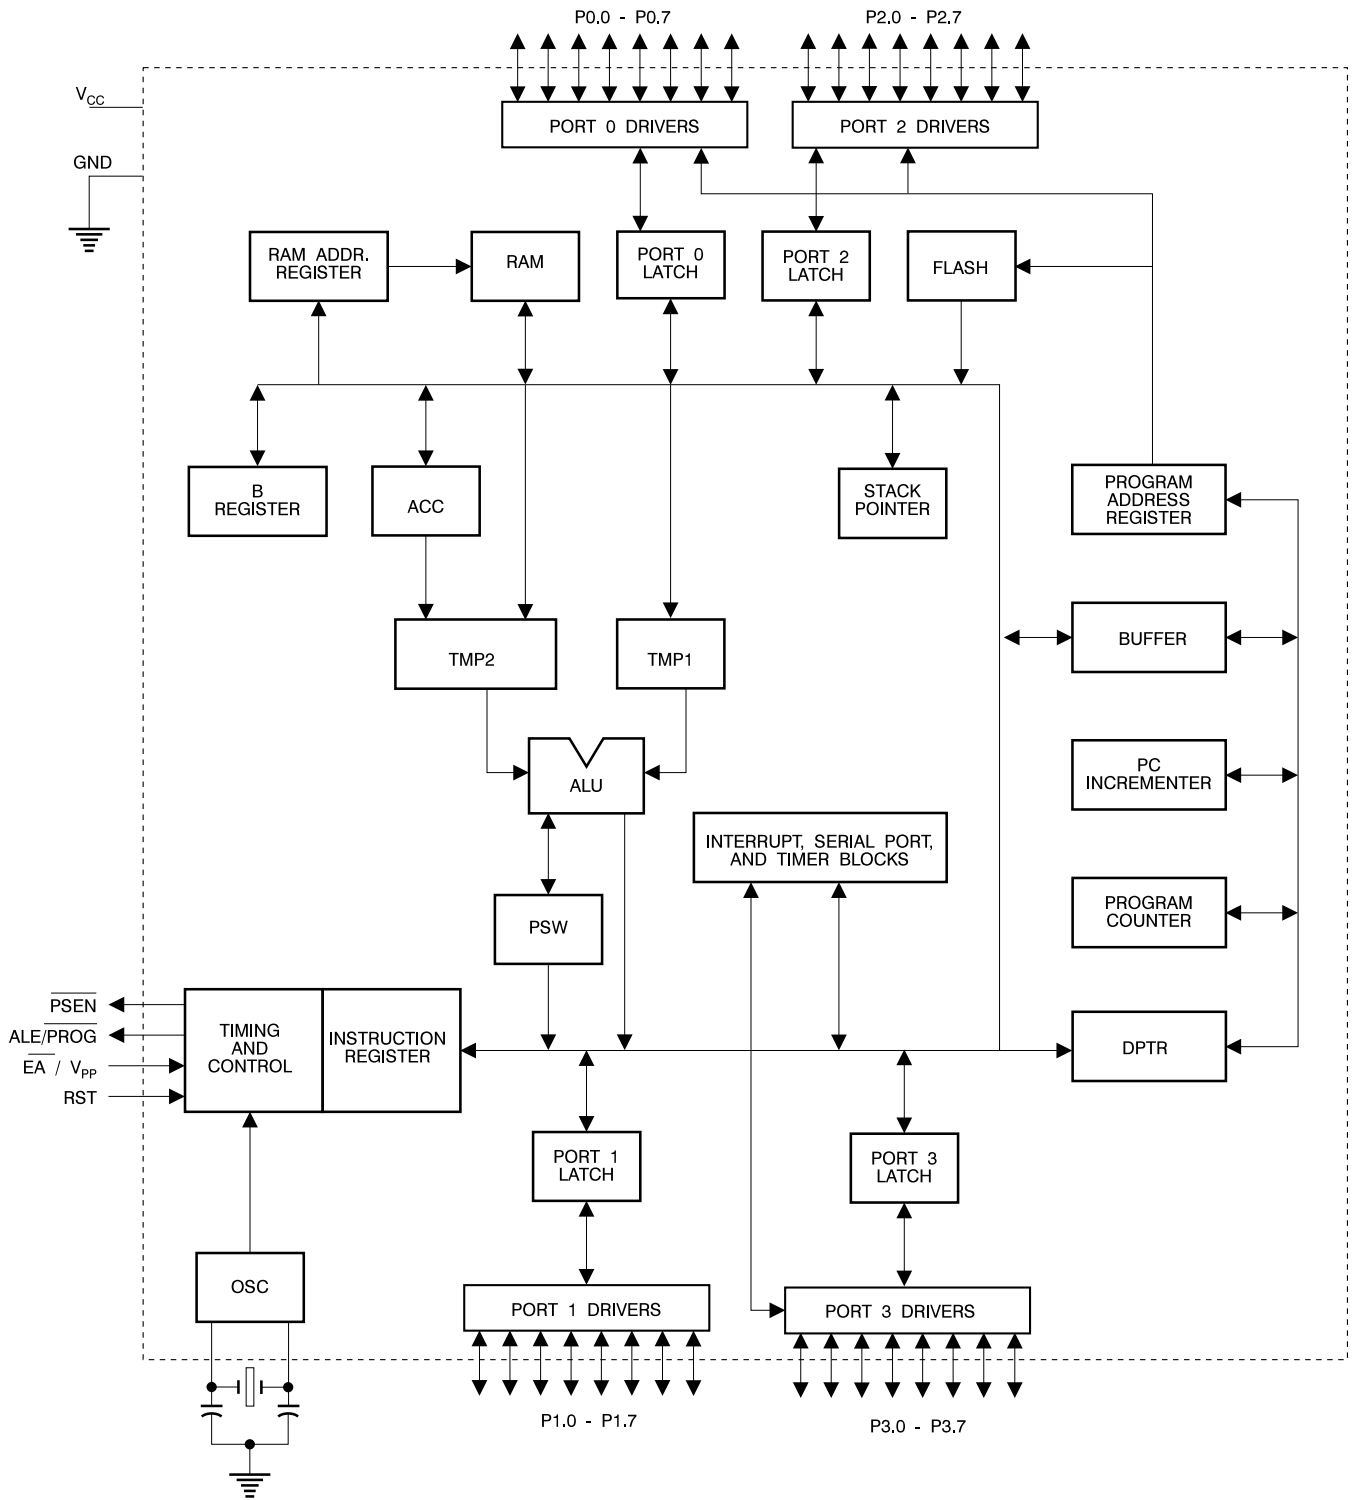 P0.0 - P0.7
P2.0 - P2.7
VCC
PORT 0 DRIVERS
PORT 2 DRIVERS
GND
RAM ADDR.
REGISTER
RAM
PORT 0
LATCH
PORT 2
LATCH
FLASH
B
REGISTER
ACC
STACK
POINTER
PROGRAM
ADDRESS
REGISTER
TMP2
TMP1
BUFFER
ALU
PC
INCREMENTER
INTERRUPT, SERIAL PORT,
AND TIMER BLOCKS
PSW
PROGRAM
COUNTER
PSEN
ALE/PROG
EA / VPP
RST
TIMING
AND
CONTROL
INSTRUCTION
REGISTER
DPTR
PORT 1
LATCH
PORT 3
LATCH
OSC
PORT 1 DRIVERS
PORT 3 DRIVERS
P1.0 - P1.7
P3.0 - P3.7